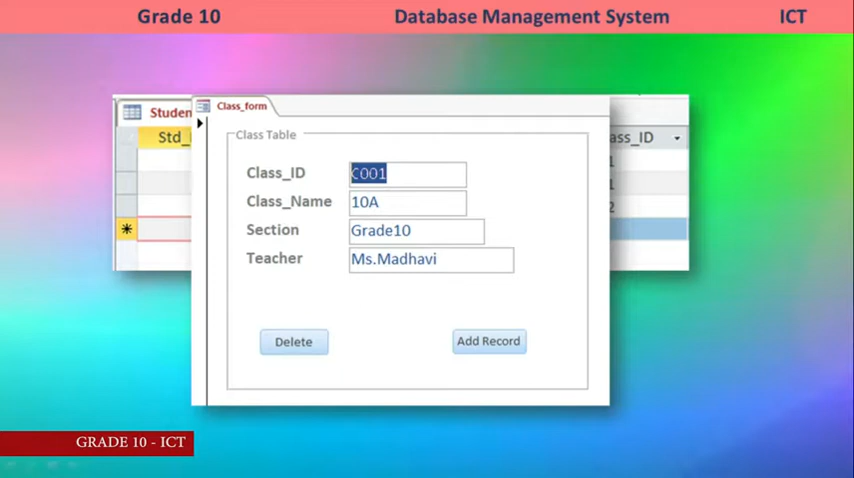 Grade 10 Database Management System ICT
Class_form
Std_
Class Table
Class_ID C001
Class_Name 10A
Section Grade10
Teacher Ms.Madhavi
Delete Add Record
GRADE 10 - ICT